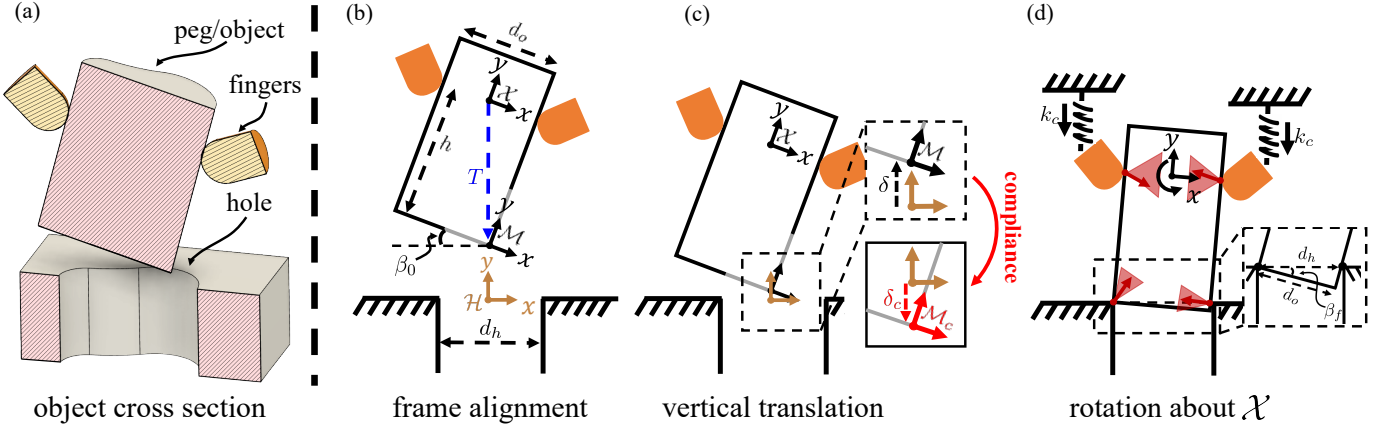 (a)
peg/object
fingers
hole
object cross section
(b)
d_o
y
𝒳
x
h
T
y
ℳ
x
β_0
y
ℋ
x
d_h
frame alignment
(c)
y
𝒳
x
ℳ
δ
compliance
δ_c
ℳ_c
vertical translation
(d)
k_c
k_c
y
x
d_h
d_o
β_f
rotation about 𝒳